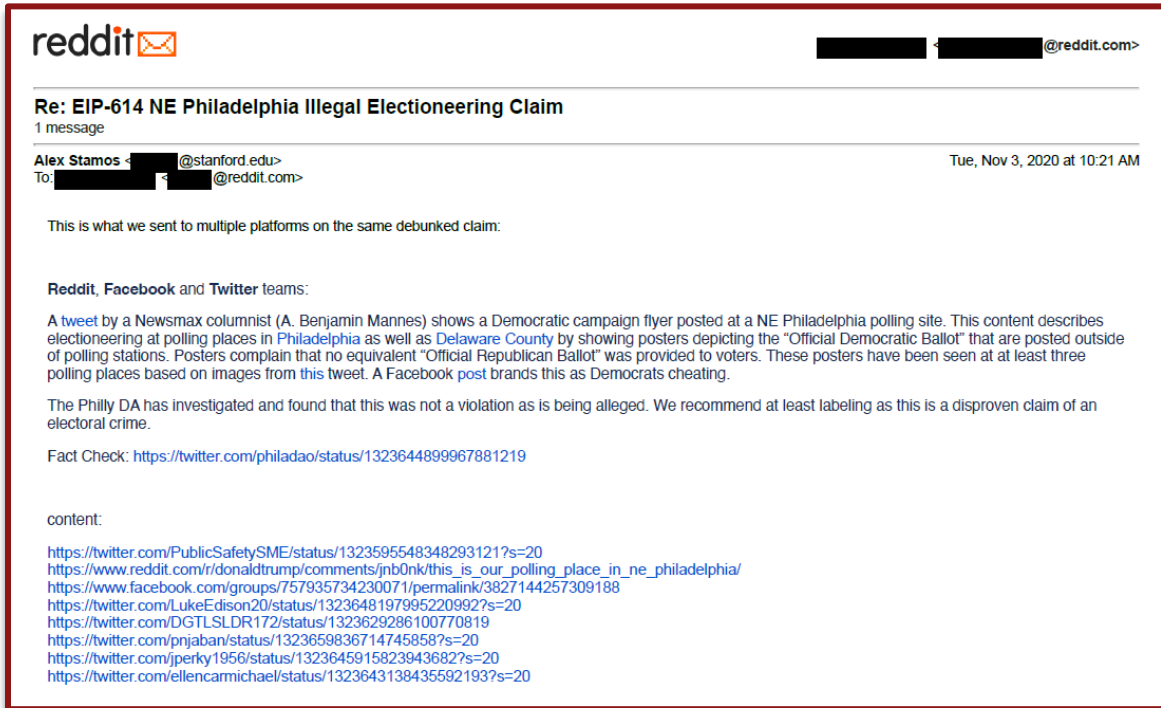 reddit
< @reddit.com>
Re: EIP-614 NE Philadelphia Illegal Electioneering Claim
1 message
Alex Stamos < @stanford.edu> Tue, Nov 3, 2020 at 10:21 AM
To: < @reddit.com>
This is what we sent to multiple platforms on the same debunked claim:
Reddit, Facebook and Twitter teams:
A tweet by a Newsmax columnist (A. Benjamin Mannes) shows a Democratic campaign flyer posted at a NE Philadelphia polling site. This content describes
electioneering at polling places in Philadelphia as well as Delaware County by showing posters depicting the “Official Democratic Ballot” that are posted outside
of polling stations. Posters complain that no equivalent “Official Republican Ballot” was provided to voters. These posters have been seen at at least three
polling places based on images from this tweet. A Facebook post brands this as Democrats cheating.
The Philly DA has investigated and found that this was not a violation as is being alleged. We recommend at least labeling as this is a disproven claim of an
electoral crime.
Fact Check: https://twitter.com/philadao/status/1323644899967881219
content:
https://twitter.com/PublicSafetySME/status/1323595548348293121?s=20
https://www.reddit.com/r/donaldtrump/comments/jnb0nk/this_is_our_polling_place_in_ne_philadelphia/
https://www.facebook.com/groups/757935734230071/permalink/3827144257309188
https://twitter.com/LukeEdison20/status/1323648197995220992?s=20
https://twitter.com/DGTLSLDR172/status/1323629286100770819
https://twitter.com/pnjaban/status/1323659836714745858?s=20
https://twitter.com/jperky1956/status/1323645915823943682?s=20
https://twitter.com/ellencarmichael/status/1323643138435592193?s=20